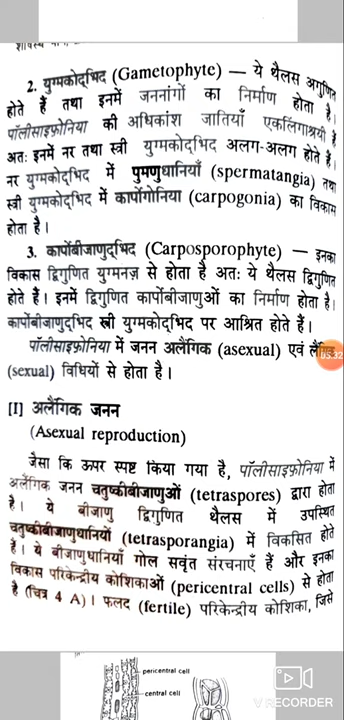 2. युग्मकोद्भिद (Gametophyte) — ये थैलस अगुणित
होते हैं तथा इनमें जननांगों का निर्माण होता है।
पॉलीसाइफ़ोनिया की अधिकांश जातियाँ एकलिंगाश्रयी हैं
अतः इनमें नर तथा स्त्री युग्मकोद्भिद अलग-अलग होते हैं।
नर युग्मकोद्भिद में पुमणुधानियाँ (spermatangia) तथा
स्त्री युग्मकोद्भिद में कार्पोगोनिया (carpogonia) का विकास
होता है।
3. कार्पोबीजाणुद्भिद (Carposporophyte) — इनका
विकास द्विगुणित युग्मनज़ से होता है अतः ये थैलस द्विगुणित
होते हैं। इनमें द्विगुणित कार्पोबीजाणुओं का निर्माण होता है।
कार्पोबीजाणुद्भिद स्त्री युग्मकोद्भिद पर आश्रित होते हैं।
पॉलीसाइफ़ोनिया में जनन अलैंगिक (asexual) एवं लैंगिक
(sexual) विधियों से होता है।
05:32
[I] अलैंगिक जनन
(Asexual reproduction)
जैसा कि ऊपर स्पष्ट किया गया है, पॉलीसाइफ़ोनिया में
अलैंगिक जनन चतुष्कीबीजाणुओं (tetraspores) द्वारा होता
है। ये बीजाणु द्विगुणित थैलस में उपस्थित
चतुष्कीबीजाणुधानियों (tetrasporangia) में विकसित होते
हैं। ये बीजाणुधानियाँ गोल सवृंत संरचनाएँ हैं और इनका
विकास परिकेन्द्रीय कोशिकाओं (pericentral cells) से होता
है (चित्र 4 A)। फलद (fertile) परिकेन्द्रीय कोशिका, जिसे
pericentral cell
central cell
V RECORDER